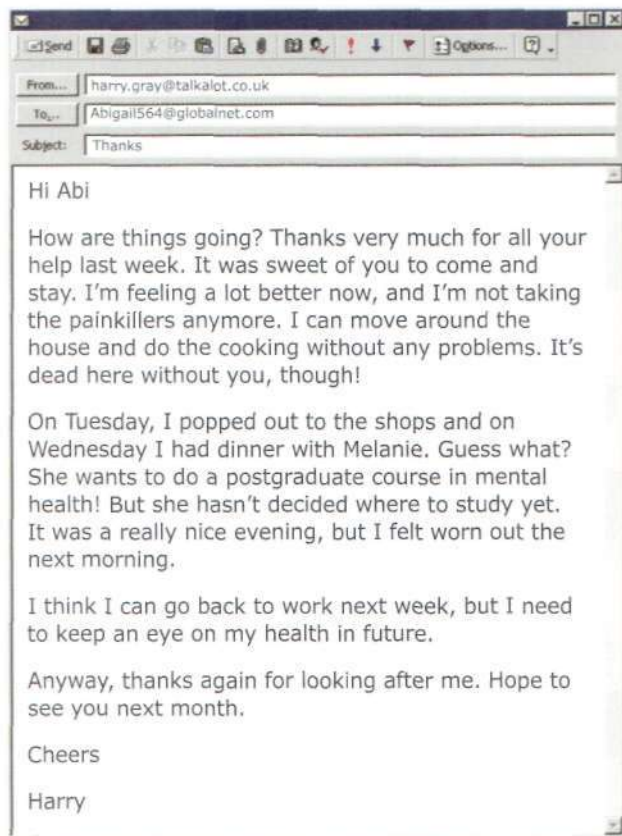 Send Options...
From... harry.gray@talkalot.co.uk
To... Abigail564@globalnet.com
Subject: Thanks
Hi Abi
How are things going? Thanks very much for all your
help last week. It was sweet of you to come and
stay. I'm feeling a lot better now, and I'm not taking
the painkillers anymore. I can move around the
house and do the cooking without any problems. It's
dead here without you, though!
On Tuesday, I popped out to the shops and on
Wednesday I had dinner with Melanie. Guess what?
She wants to do a postgraduate course in mental
health! But she hasn't decided where to study yet.
It was a really nice evening, but I felt worn out the
next morning.
I think I can go back to work next week, but I need
to keep an eye on my health in future.
Anyway, thanks again for looking after me. Hope to
see you next month.
Cheers
Harry